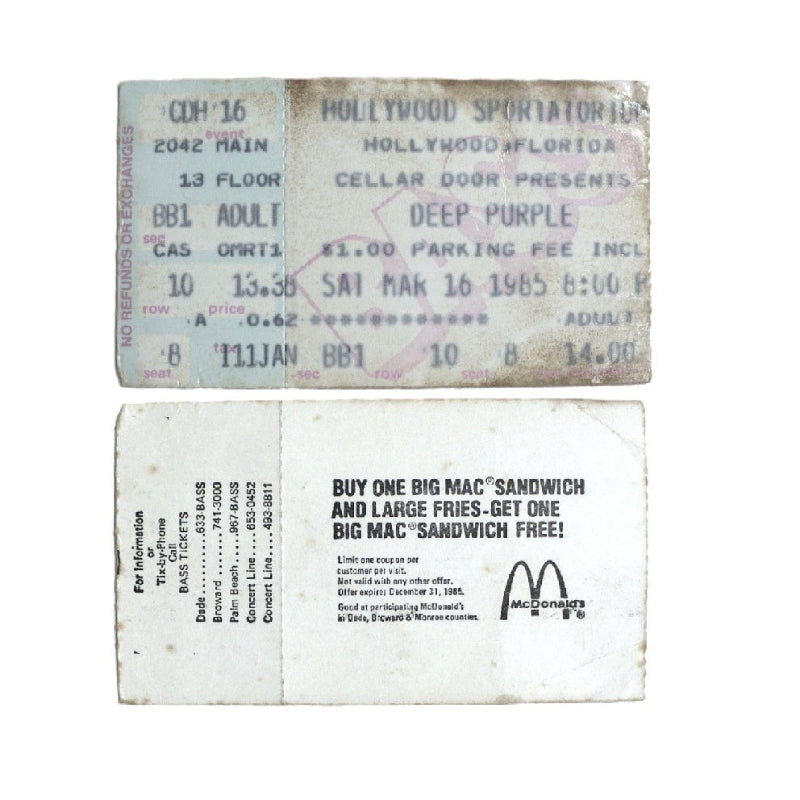 NO REFUNDS OR EXCHANGES
CDH'16 HOLLYWOOD SPORTATORIU
event
2042 MAIN HOLLYWOOD FLORIDA
13 FLOOR CELLAR DOOR PRESENTS
BB1 ADULT DEEP PURPLE
sec
CAS OMRT1 $1.00 PARKING FEE INCL
10 13.38 SAT MAR 16 1985 8:00 P
row price
A 0.62 ************* ADULT
8 tax 111JAN BB1 10 8 14.00
seat sec row seat
BASS
For Information
or
Tix-by-Phone
Call
BASS TICKETS
Dade..........633-BASS
Broward.......741-3000
Palm Beach.....967-BASS
Concert Line....653-0452
Concert Line....493-8811
BUY ONE BIG MAC® SANDWICH
AND LARGE FRIES-GET ONE
BIG MAC® SANDWICH FREE!
Limit one coupon per
customer per visit.
Not valid with any other offer.
Offer expires December 31, 1985.
Good at participating McDonald's
in Dade, Broward & Monroe counties.
McDonald's
®